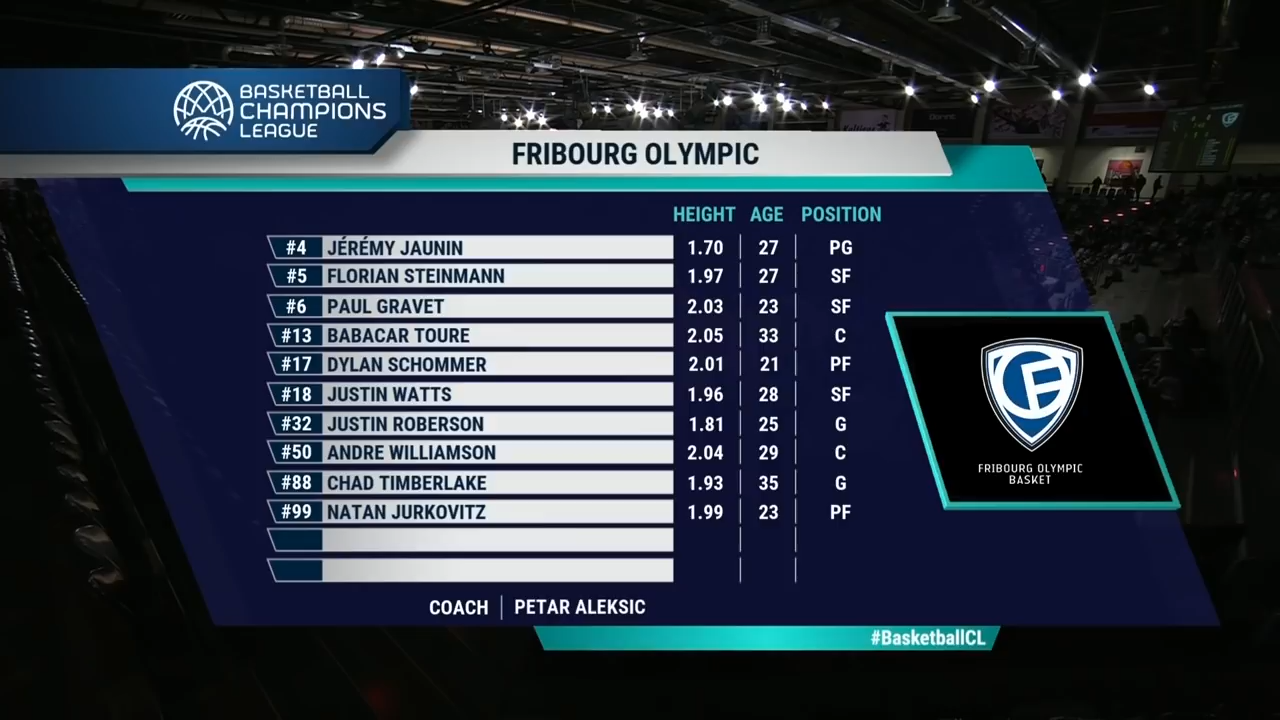 BASKETBALL
CHAMPIONS
LEAGUE
FRIBOURG OLYMPIC
HEIGHT AGE POSITION
#4 JÉRÉMY JAUNIN 1.70 27 PG
#5 FLORIAN STEINMANN 1.97 27 SF
#6 PAUL GRAVET 2.03 23 SF
#13 BABACAR TOURE 2.05 33 C
#17 DYLAN SCHOMMER 2.01 21 PF
#18 JUSTIN WATTS 1.96 28 SF
#32 JUSTIN ROBERSON 1.81 25 G
#50 ANDRE WILLIAMSON 2.04 29 C
#88 CHAD TIMBERLAKE 1.93 35 G
#99 NATAN JURKOVITZ 1.99 23 PF
FRIBOURG OLYMPIC
BASKET
COACH PETAR ALEKSIC
#BasketballCL